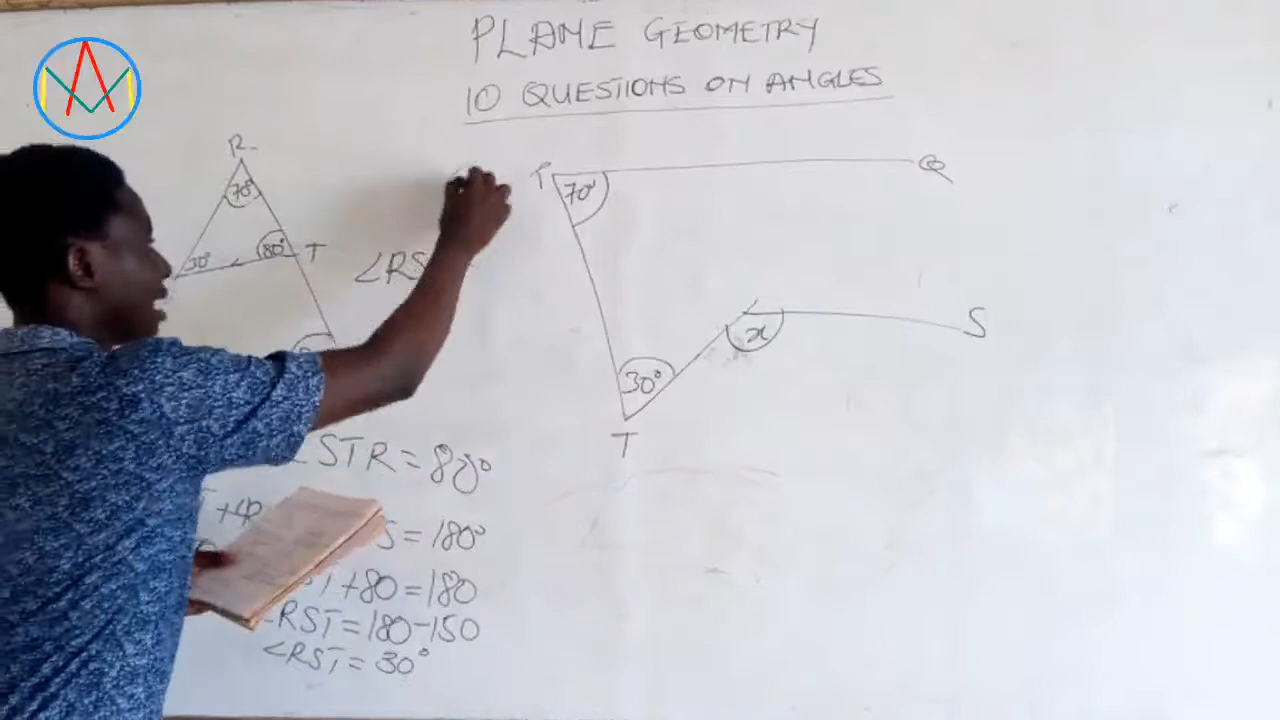 PLANE GEOMETRY
10 QUESTIONS ON ANGLES
R
70°
30°
80°
T
∠RS
P
Q
70°
x
S
30°
T
∠STR = 80°
S = 180°
+80 = 180
RST = 180-150
∠RST = 30°